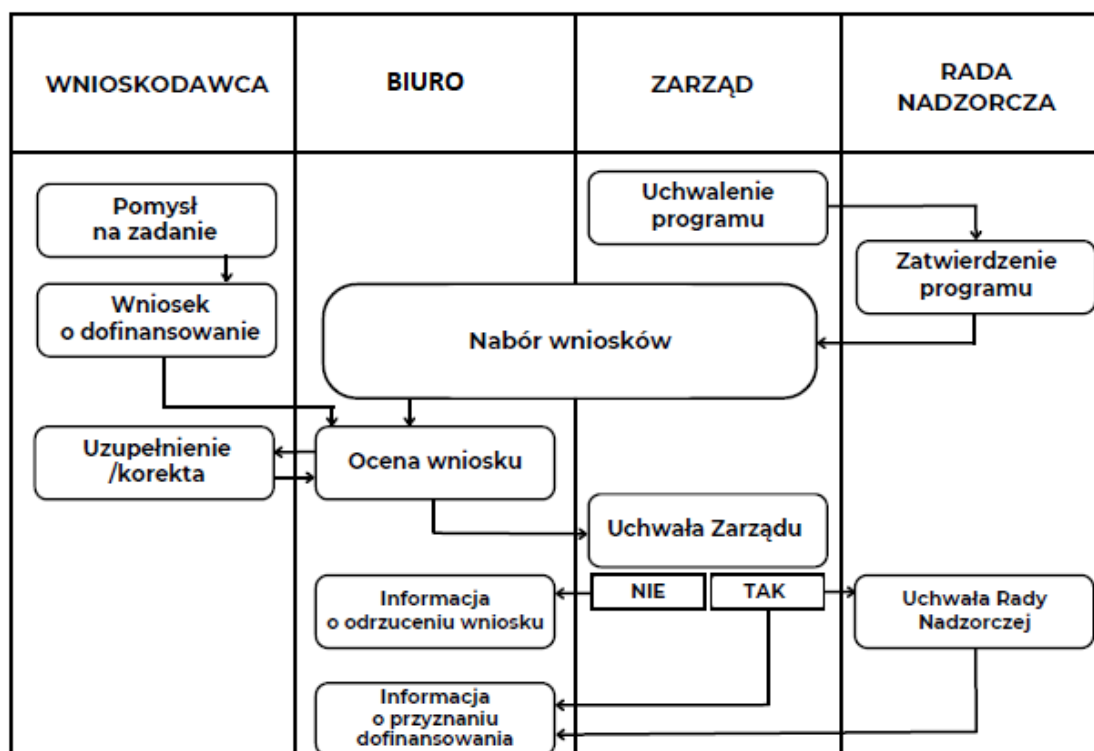 WNIOSKODAWCA
BIURO
ZARZĄD
RADA
NADZORCZA
Pomysł
na zadanie
Uchwalenie
programu
Zatwierdzenie
programu
Wniosek
o dofinansowanie
Nabór wniosków
Uzupełnienie
/korekta
Ocena wniosku
Uchwała Zarządu
NIE
TAK
Informacja
o odrzuceniu wniosku
Uchwała Rady
Nadzorczej
Informacja
o przyznaniu
dofinansowania